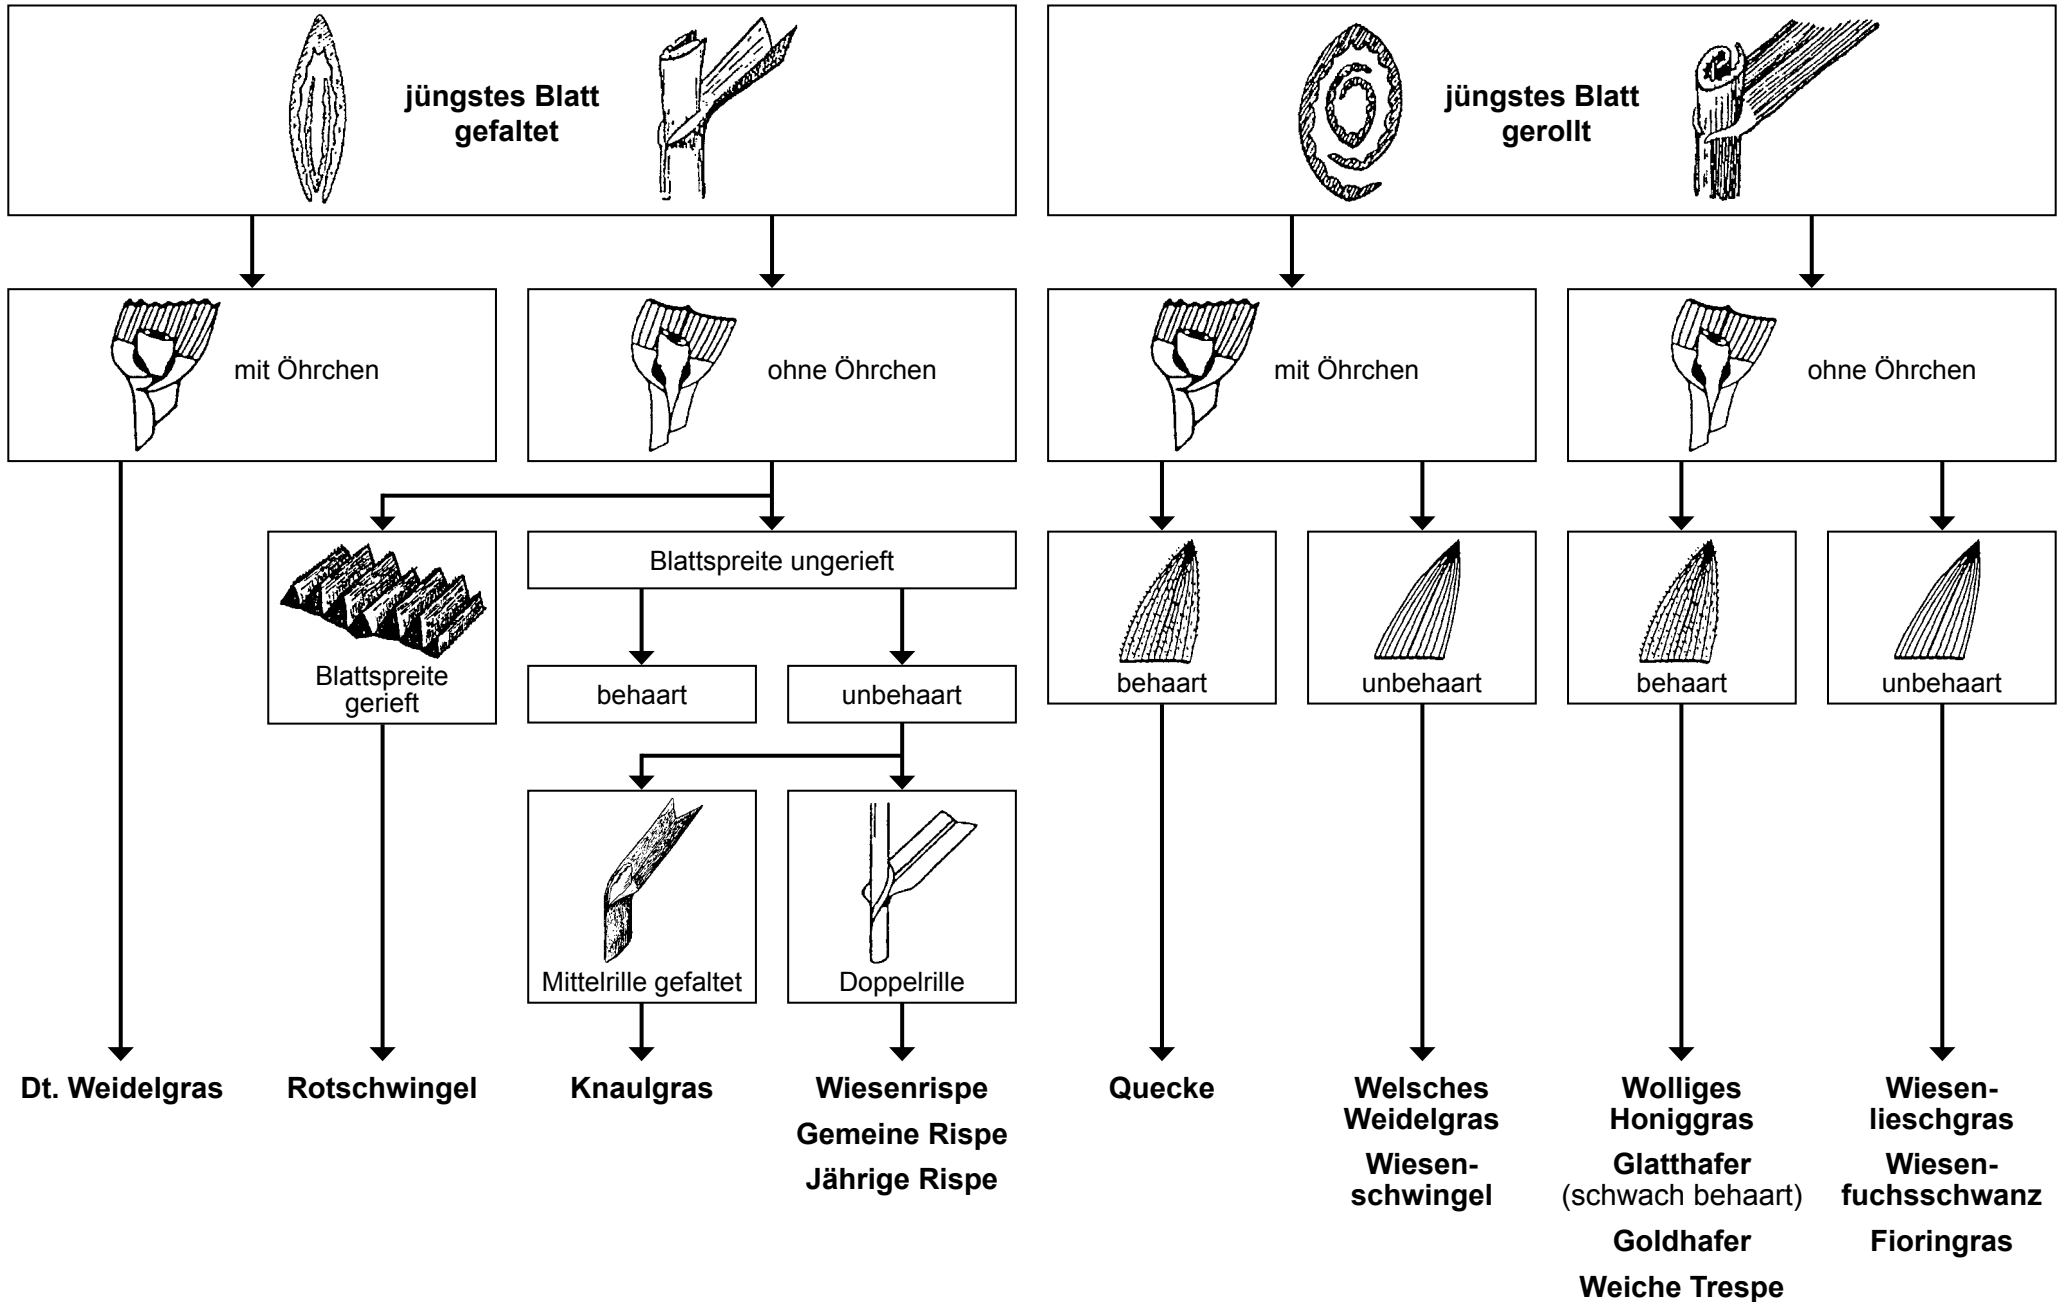 jüngstes Blatt
gefaltet
jüngstes Blatt
gerollt
mit Öhrchen
ohne Öhrchen
mit Öhrchen
ohne Öhrchen
Blattspreite
gerieft
Blattspreite ungerieft
behaart
unbehaart
behaart
unbehaart
behaart
unbehaart
Mittelrille gefaltet
Doppelrille
Dt. Weidelgras
Rotschwingel
Knaulgras
Wiesenrispe
Gemeine Rispe
Jährige Rispe
Quecke
Welsches
Weidelgras
Wiesen-
schwingel
Wolliges
Honiggras
Glatthafer
(schwach behaart)
Goldhafer
Weiche Trespe
Wiesen-
lieschgras
Wiesen-
fuchsschwanz
Fioringras